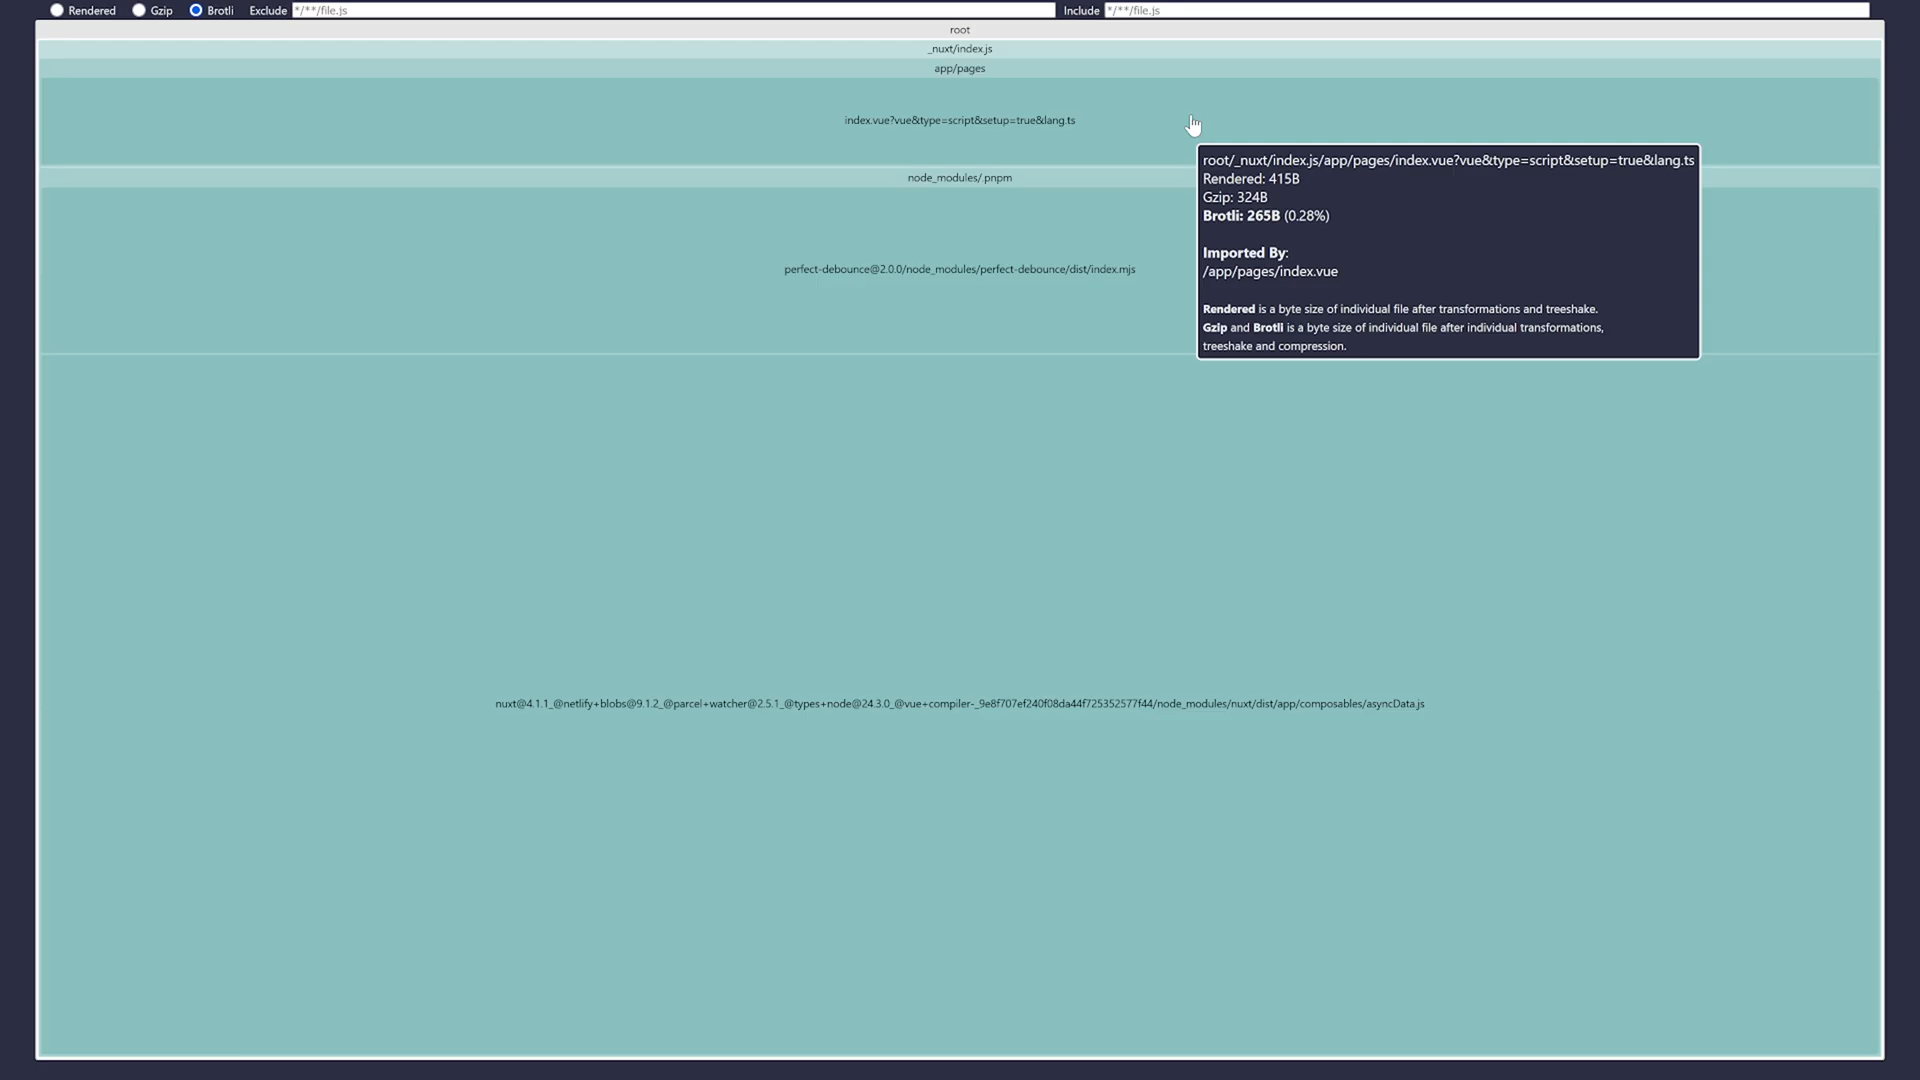 Rendered Gzip Brotli Exclude */**/file.js Include */**/file.js
root
_nuxt/index.js
app/pages
index.vue?vue&type=script&setup=true&lang.ts
root/_nuxt/index.js/app/pages/index.vue?vue&type=script&setup=true&lang.ts
Rendered: 415B
Gzip: 324B
Brotli: 265B (0.28%)
Imported By:
/app/pages/index.vue
Rendered is a byte size of individual file after transformations and treeshake.
Gzip and Brotli is a byte size of individual file after individual transformations,
treeshake and compression.
node_modules/.pnpm
perfect-debounce@2.0.0/node_modules/perfect-debounce/dist/index.mjs
nuxt@4.1.1_@netlify+blobs@9.1.2_@parcel+watcher@2.5.1_@types+node@24.3.0_@vue+compiler-_9e8f707ef240f08da44f725352577f44/node_modules/nuxt/dist/app/composables/asyncData.js